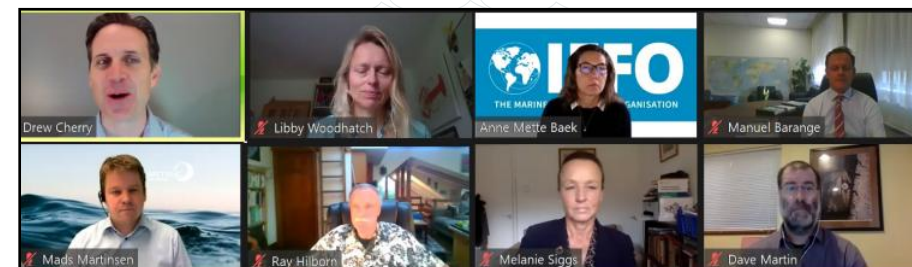 Drew Cherry
Libby Woodhatch
IFFO
THE MARINE ORGANISATION
Anne Mette Baek
Manuel Barange
Mads Martinsen
Ray Hilborn
Melanie Siggs
Dave Martin